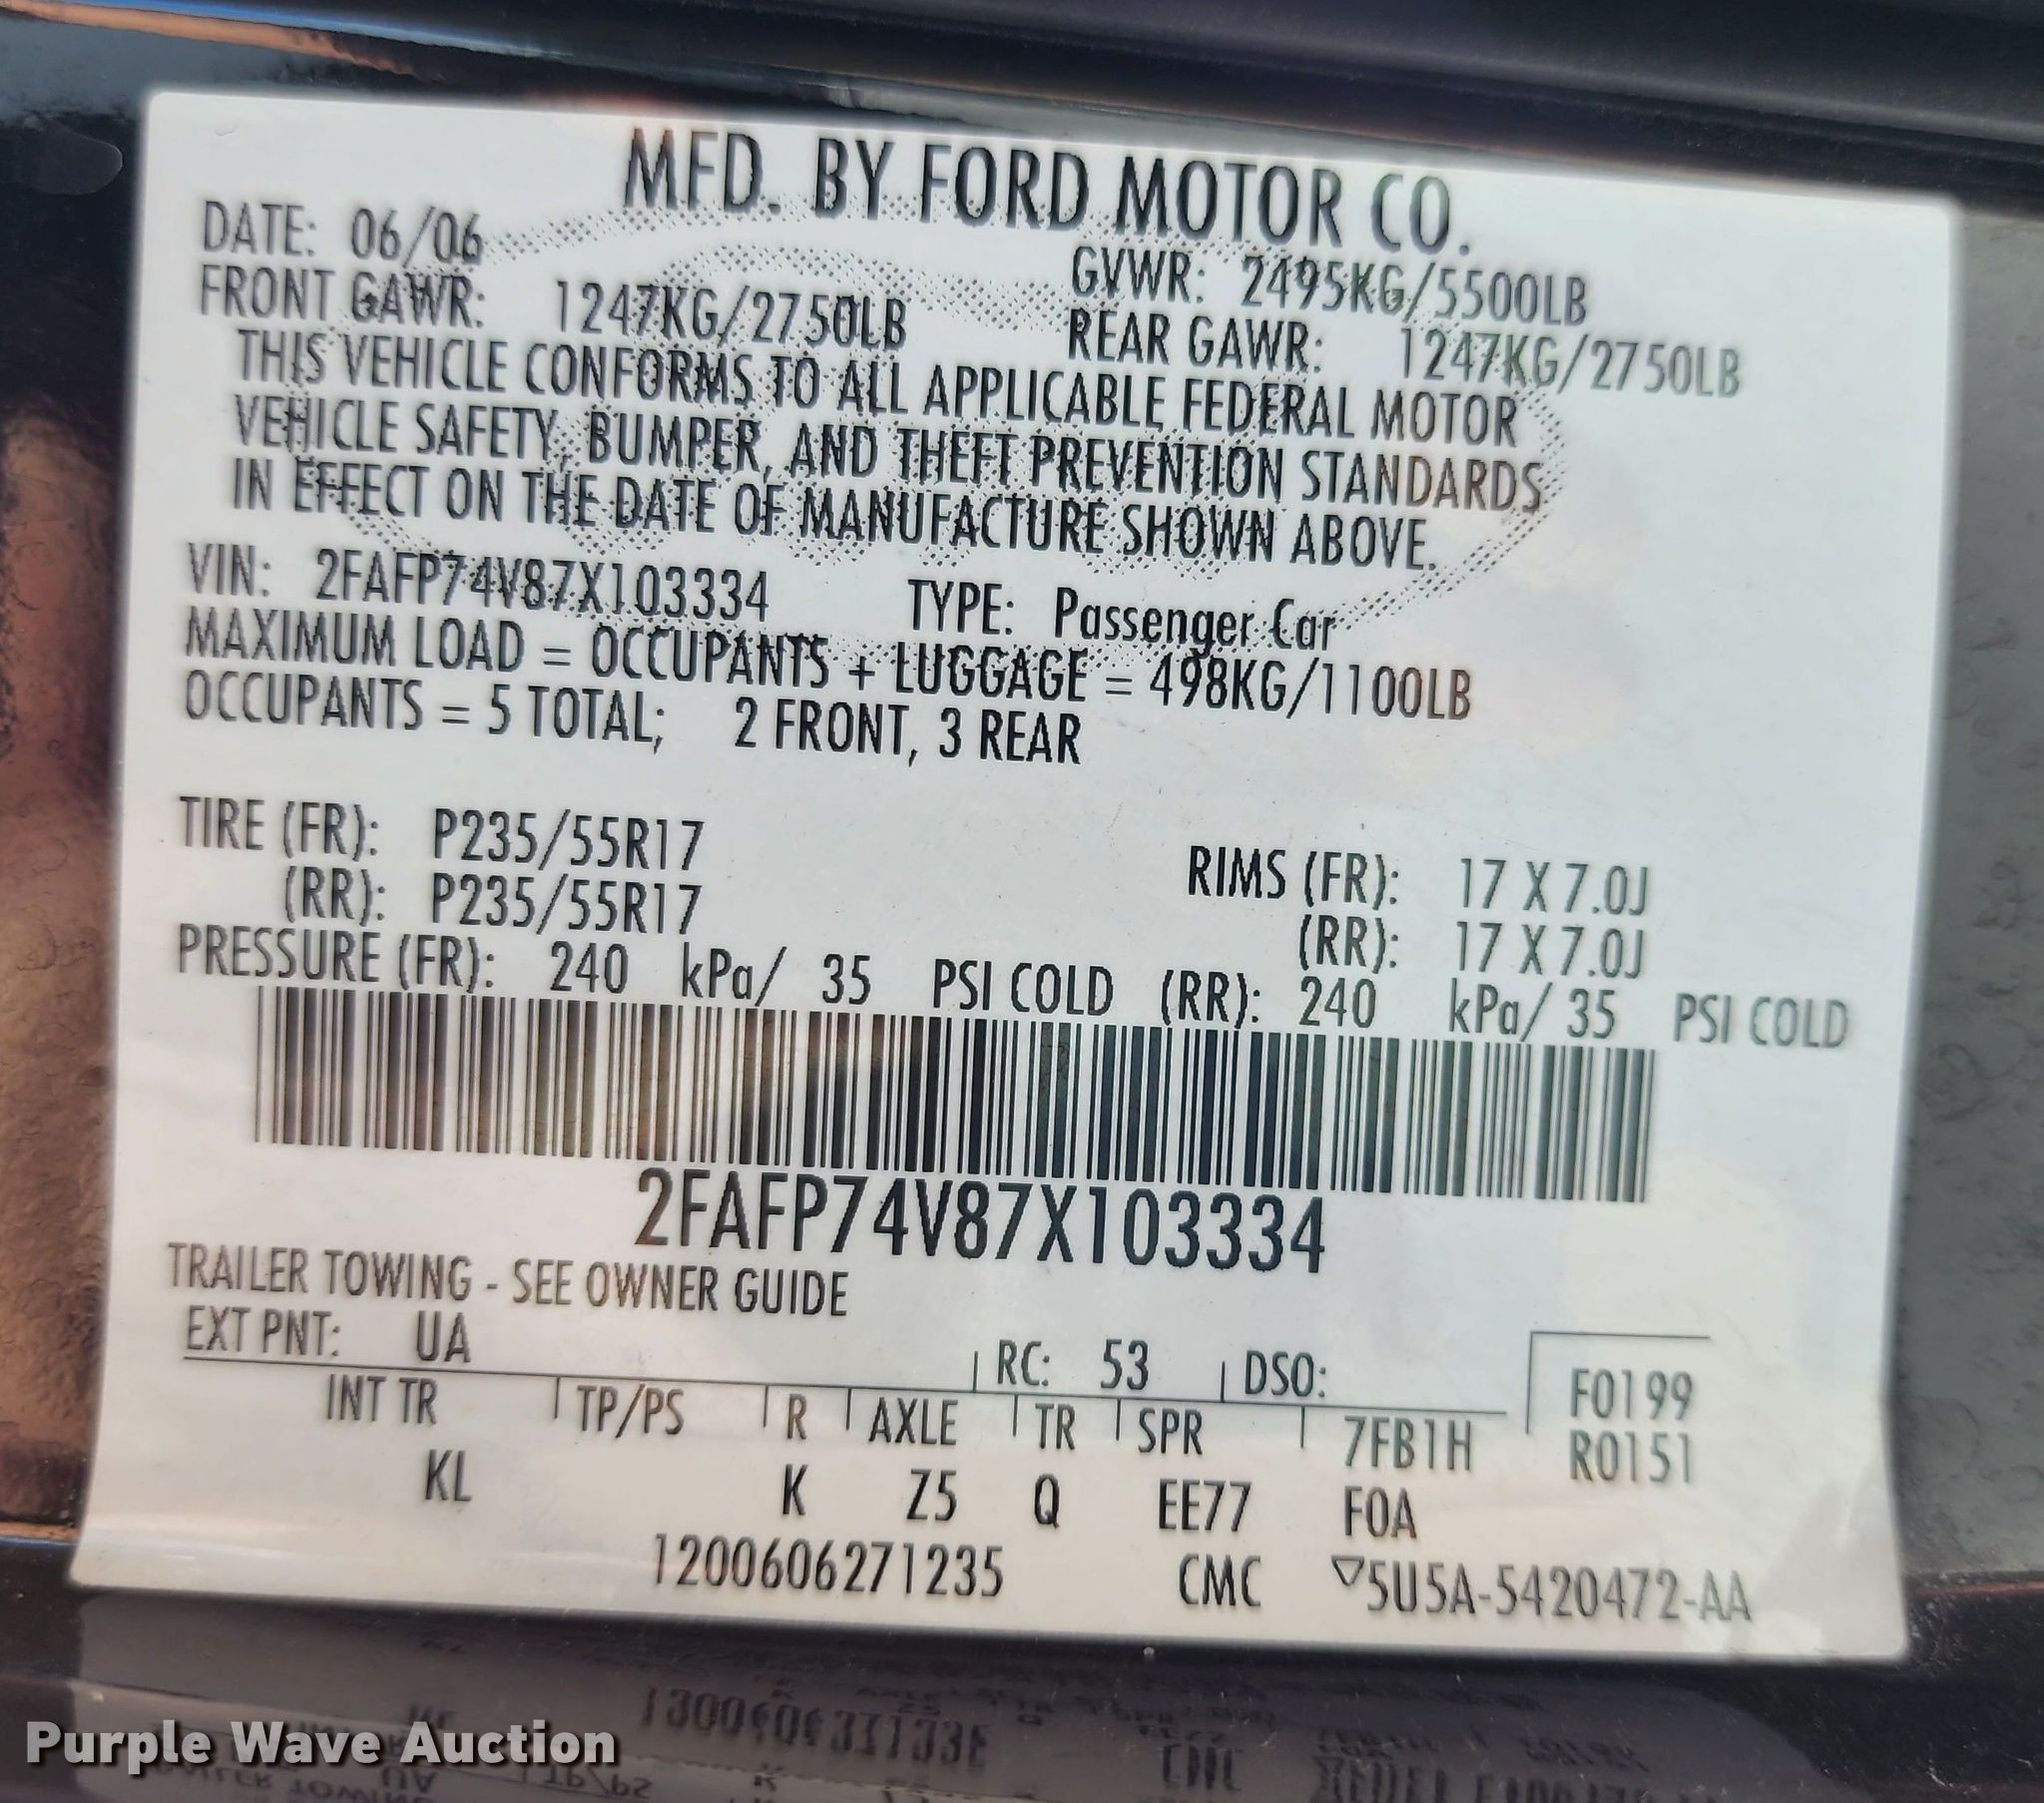 MFD. BY FORD MOTOR CO.
DATE: 06/06 GVWR: 2495KG/5500LB
FRONT GAWR: 1247KG/2750LB REAR GAWR: 1247KG/2750LB
THIS VEHICLE CONFORMS TO ALL APPLICABLE FEDERAL MOTOR
VEHICLE SAFETY, BUMPER, AND THEFT PREVENTION STANDARDS
IN EFFECT ON THE DATE OF MANUFACTURE SHOWN ABOVE.
VIN: 2FAFP74V87X103334 TYPE: Passenger Car
MAXIMUM LOAD = OCCUPANTS + LUGGAGE = 498KG/1100LB
OCCUPANTS = 5 TOTAL; 2 FRONT, 3 REAR
TIRE (FR): P235/55R17 RIMS (FR): 17 X 7.0J
(RR): P235/55R17 (RR): 17 X 7.0J
PRESSURE (FR): 240 kPa/ 35 PSI COLD (RR): 240 kPa/ 35 PSI COLD
2FAFP74V87X103334
TRAILER TOWING - SEE OWNER GUIDE
EXT PNT: UA RC: 53 DSO: F0199
INT TR TP/PS R AXLE TR SPR 7FB1H R0151
KL K Z5 Q EE77 FOA
1200606271235 CMC ▽5U5A-5420472-AA
Purple Wave Auction